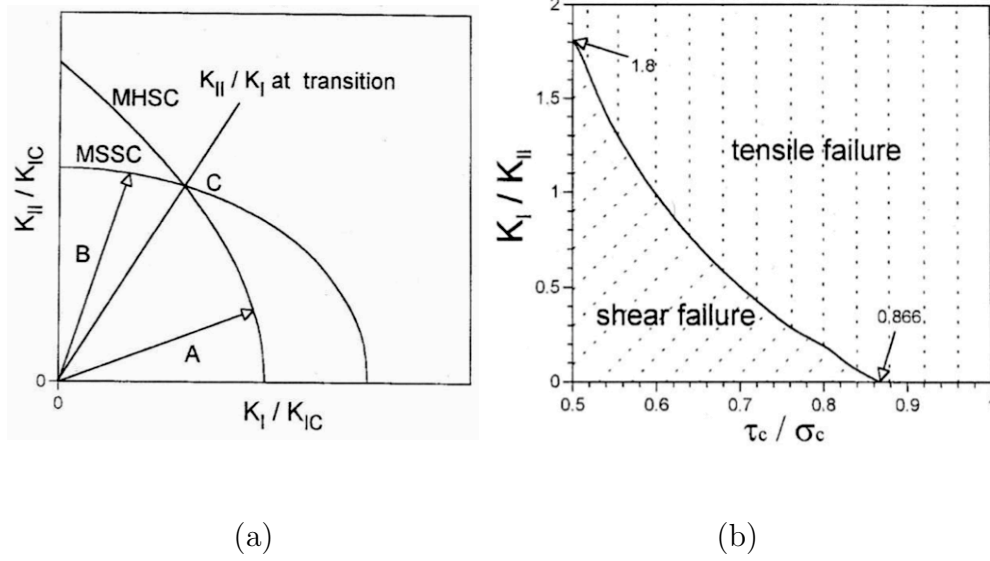 MHSC
K_II / K_I at transition
MSSC
C
K_II / K_IC
B
A
0
0
K_I / K_IC
(a)
2
1.8
1.5
tensile failure
K_I / K_II
1
0.5
shear failure
0,866
0
0.5
0.6
0.7
0.8
0.9
1
τc / σc
(b)